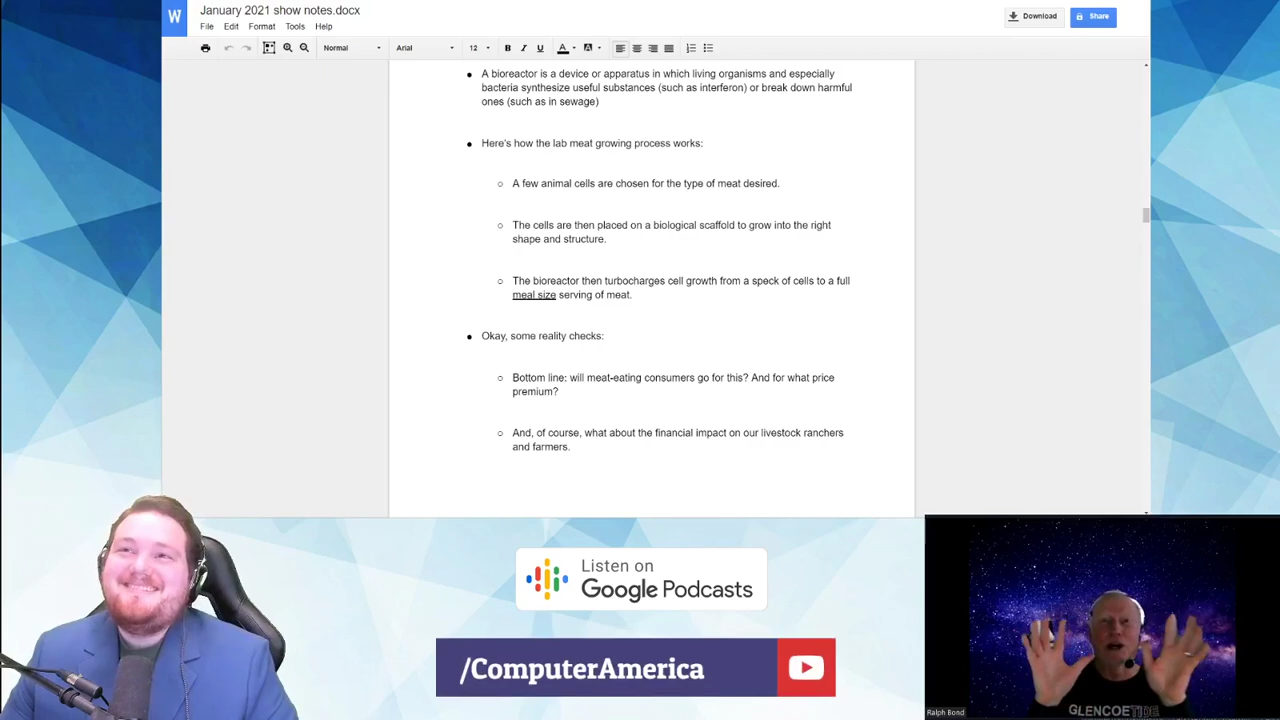 W
January 2021 show notes.docx
File Edit Format Tools Help
Download
Share
Normal
Arial
12
B I U A A
• A bioreactor is a device or apparatus in which living organisms and especially
bacteria synthesize useful substances (such as interferon) or break down harmful
ones (such as in sewage)
• Here's how the lab meat growing process works:
○ A few animal cells are chosen for the type of meat desired.
○ The cells are then placed on a biological scaffold to grow into the right
shape and structure.
○ The bioreactor then turbocharges cell growth from a speck of cells to a full
meal size serving of meat.
• Okay, some reality checks:
○ Bottom line: will meat-eating consumers go for this? And for what price
premium?
○ And, of course, what about the financial impact on our livestock ranchers
and farmers.
Listen on
Google Podcasts
/ComputerAmerica
GLENCOETIDE
Ralph Bond